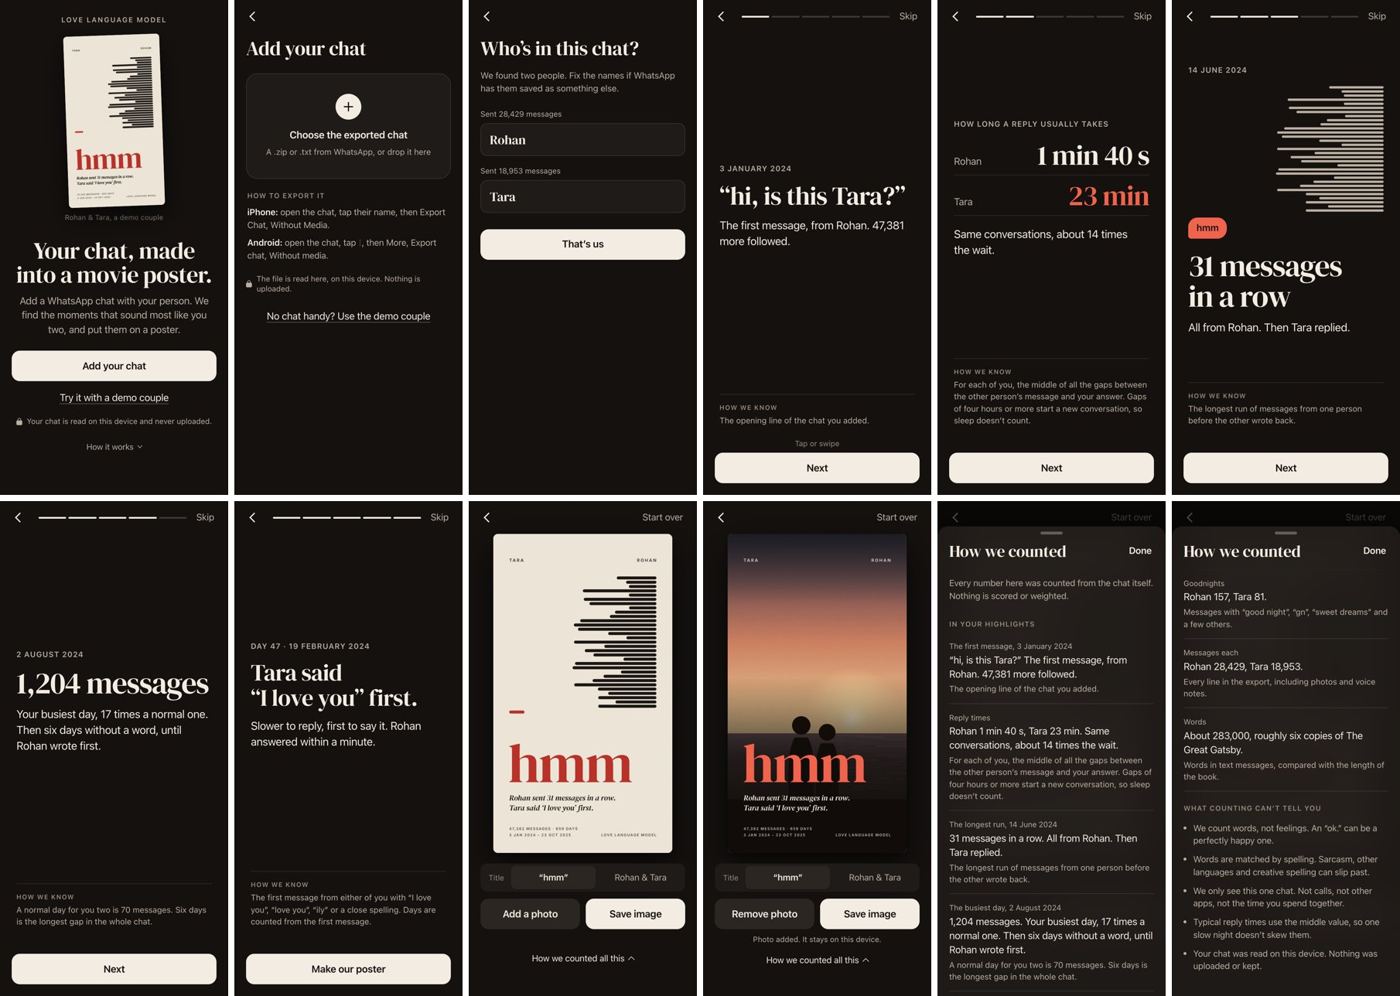 LOVE LANGUAGE MODEL
TARA
ROHAN
hmm
Rohan sent 31 messages in a row.
Tara said 'I love you' first.
Rohan & Tara, a demo couple
Your chat, made
into a movie poster.
Add a WhatsApp chat with your person. We
find the moments that sound most like you
two, and put them on a poster.
Add your chat
Try it with a demo couple
Your chat is read on this device and never uploaded.
How it works
Add your chat
Choose the exported chat
A .zip or .txt from WhatsApp, or drop it here
HOW TO EXPORT IT
iPhone: open the chat, tap their name, then Export
Chat, Without Media.
Android: open the chat, tap ⋮, then More, Export
chat, Without media.
The file is read here, on this device. Nothing is
uploaded.
No chat handy? Use the demo couple
Who's in this chat?
We found two people. Fix the names if WhatsApp
has them saved as something else.
Sent 28,429 messages
Rohan
Sent 18,953 messages
Tara
That's us
Skip
3 JANUARY 2024
“hi, is this Tara?”
The first message, from Rohan. 47,381
more followed.
HOW WE KNOW
The opening line of the chat you added.
Tap or swipe
Next
Skip
HOW LONG A REPLY USUALLY TAKES
Rohan 1 min 40 s
Tara 23 min
Same conversations, about 14 times
the wait.
HOW WE KNOW
For each of you, the middle of all the gaps between
the other person's message and your answer. Gaps
of four hours or more start a new conversation, so
sleep doesn't count.
Next
Skip
14 JUNE 2024
hmm
31 messages
in a row
All from Rohan. Then Tara replied.
HOW WE KNOW
The longest run of messages from one person
before the other wrote back.
Next
Skip
2 AUGUST 2024
1,204 messages
Your busiest day, 17 times a normal one.
Then six days without a word, until
Rohan wrote first.
HOW WE KNOW
A normal day for you two is 70 messages. Six days
is the longest gap in the whole chat.
Next
Skip
DAY 47 · 19 FEBRUARY 2024
Tara said
“I love you” first.
Slower to reply, first to say it. Rohan
answered within a minute.
HOW WE KNOW
The first message from either of you with “I love
you”, “love you”, “ily” or a close spelling. Days are
counted from the first message.
Make our poster
Start over
TARA
ROHAN
hmm
Rohan sent 31 messages in a row.
Tara said 'I love you' first.
47,382 MESSAGES · 659 DAYS
3 JAN 2024 – 23 OCT 2025
LOVE LANGUAGE MODEL
Title
“hmm”
Rohan & Tara
Add a photo
Save image
How we counted all this
Start over
TARA
ROHAN
hmm
Rohan sent 31 messages in a row.
Tara said 'I love you' first.
47,382 MESSAGES · 659 DAYS
3 JAN 2024 – 23 OCT 2025
LOVE LANGUAGE MODEL
Title
“hmm”
Rohan & Tara
Remove photo
Save image
Photo added. It stays on this device.
How we counted all this
Start over
How we counted
Done
Every number here was counted from the chat itself.
Nothing is scored or weighted.
IN YOUR HIGHLIGHTS
The first message, 3 January 2024
“hi, is this Tara?” The first message, from
Rohan. 47,381 more followed.
The opening line of the chat you added.
Reply times
Rohan 1 min 40 s, Tara 23 min. Same
conversations, about 14 times the wait.
For each of you, the middle of all the gaps between
the other person's message and your answer. Gaps of
four hours or more start a new conversation, so sleep
doesn't count.
The longest run, 14 June 2024
31 messages in a row. All from Rohan. Then
Tara replied.
The longest run of messages from one person before
the other wrote back.
The busiest day, 2 August 2024
1,204 messages. Your busiest day, 17 times a
normal one. Then six days without a word, until
Rohan wrote first.
A normal day for you two is 70 messages. Six days is
the longest gap in the whole chat.
Start over
How we counted
Done
Goodnights
Rohan 157, Tara 81.
Messages with “good night”, “gn”, “sweet dreams” and
a few others.
Messages each
Rohan 28,429, Tara 18,953.
Every line in the export, including photos and voice
notes.
Words
About 283,000, roughly six copies of The
Great Gatsby.
Words in text messages, compared with the length of
the book.
WHAT COUNTING CAN'T TELL YOU
• We count words, not feelings. An “ok.” can be a
perfectly happy one.
• Words are matched by spelling. Sarcasm, other
languages and creative spelling can slip past.
• We only see this one chat. Not calls, not other
apps, not the time you spend together.
• Typical reply times use the middle value, so one
slow night doesn't skew them.
• Your chat was read on this device. Nothing was
uploaded or kept.